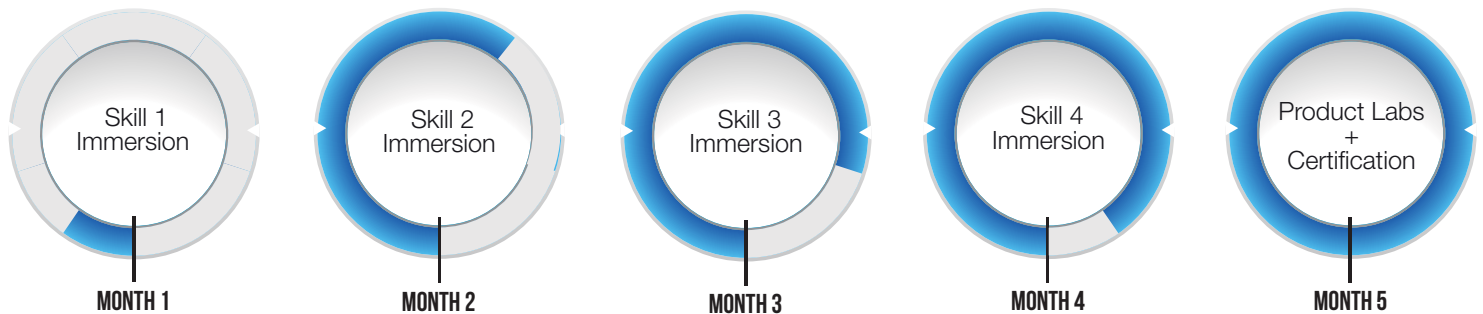 Skill 1
Immersion
MONTH 1
Skill 2
Immersion
MONTH 2
Skill 3
Immersion
MONTH 3
Skill 4
Immersion
MONTH 4
Product Labs
+
Certification
MONTH 5